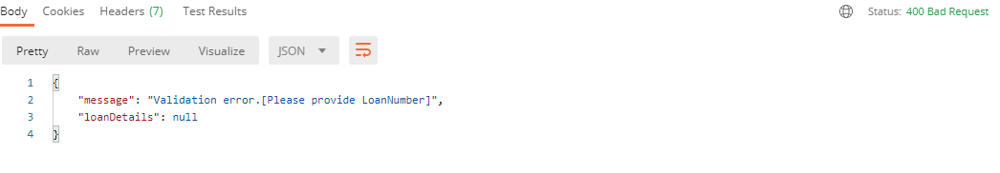 Body Cookies Headers (7) Test Results Status: 400 Bad Request
Pretty Raw Preview Visualize JSON
1 {
2 "message": "Validation error.[Please provide LoanNumber]",
3 "loanDetails": null
4 }